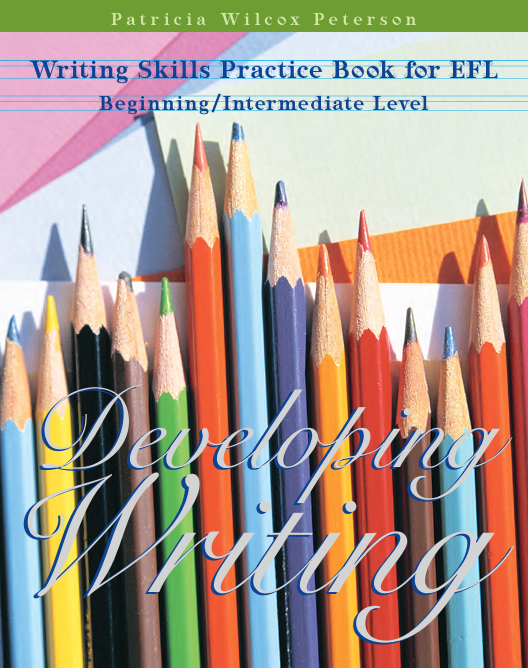 Patricia Wilcox Peterson
Writing Skills Practice Book for EFL
Beginning/Intermediate Level
Developing
Writing